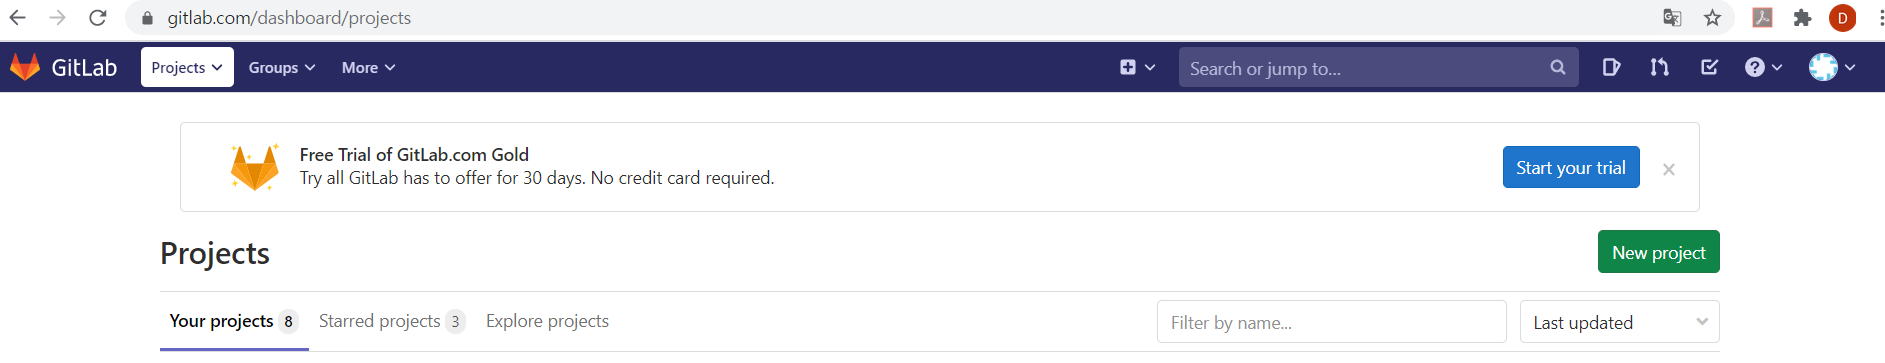 gitlab.com/dashboard/projects
D
GitLab Projects Groups More Search or jump to...
Free Trial of GitLab.com Gold
Try all GitLab has to offer for 30 days. No credit card required.
Start your trial
Projects
New project
Your projects 8 Starred projects 3 Explore projects Filter by name... Last updated